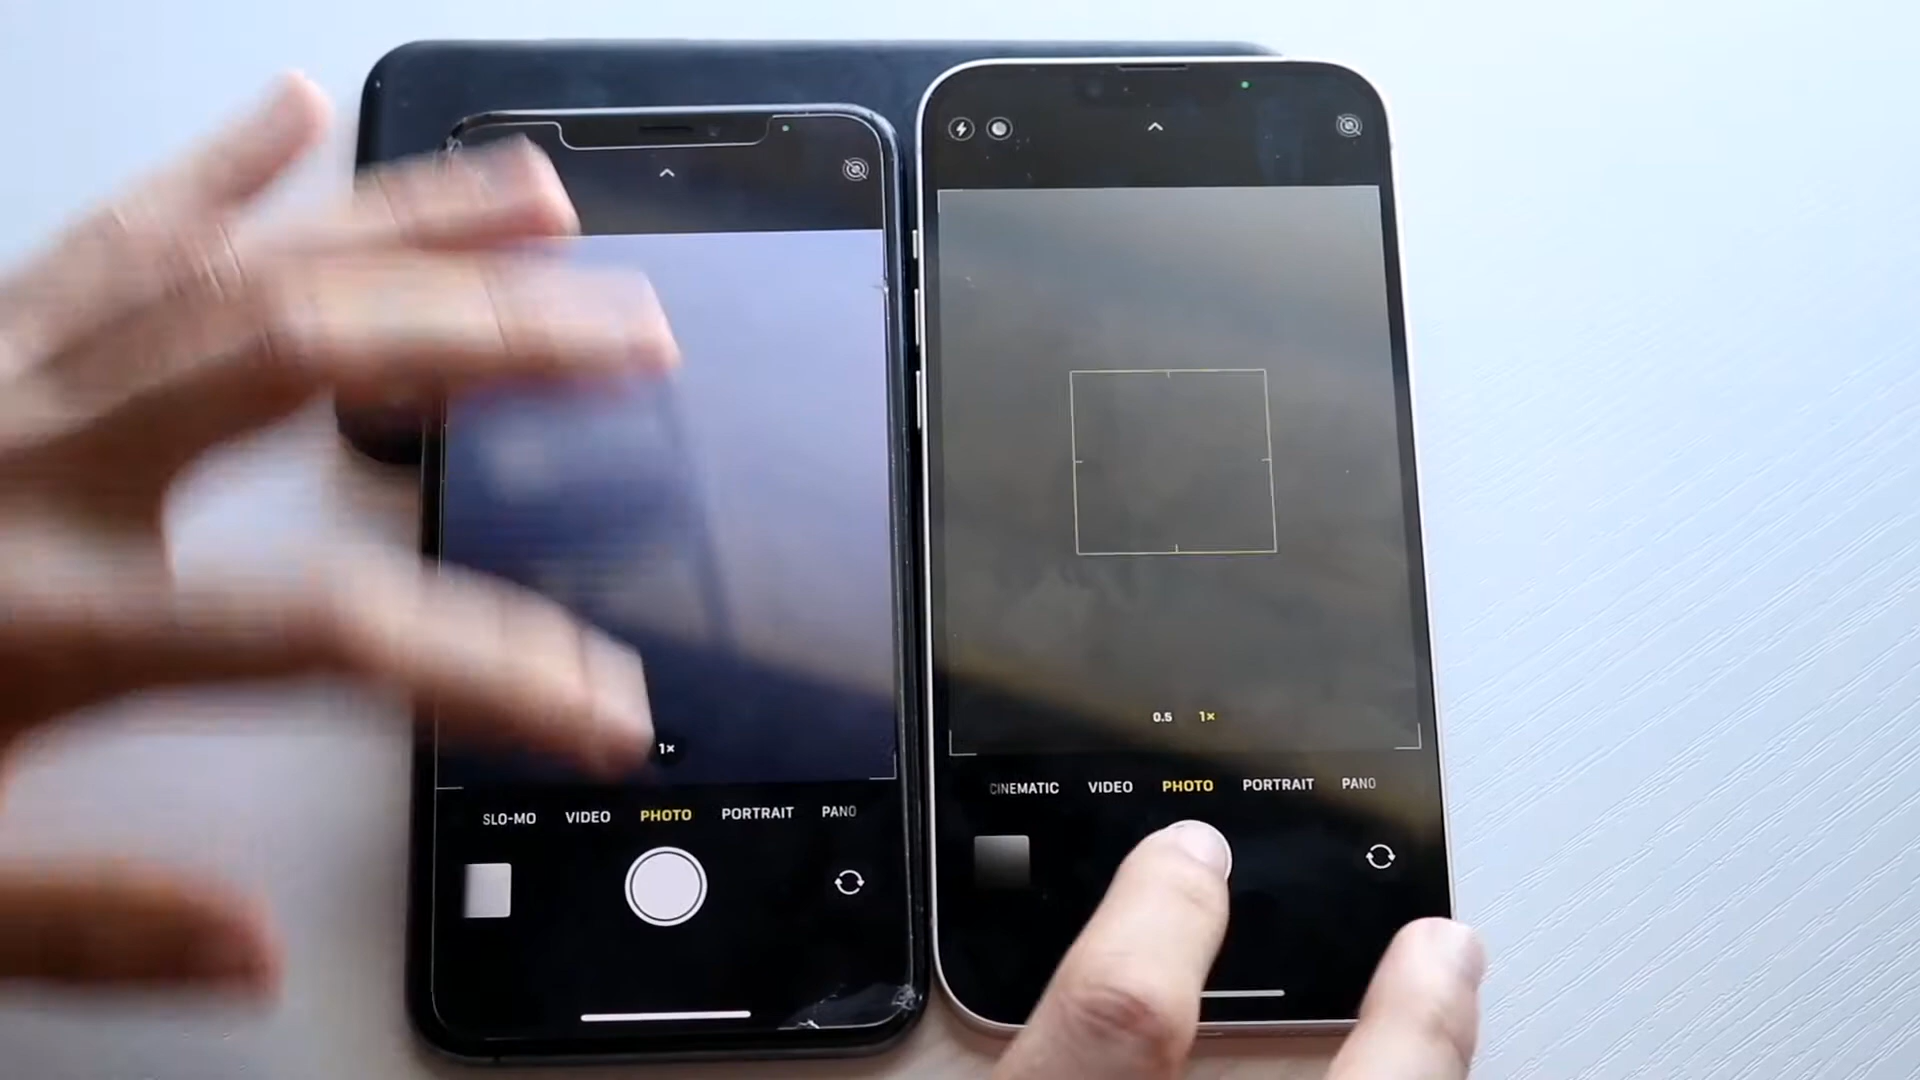 1×
SLO-MO VIDEO PHOTO PORTRAIT PANO
0.5 1×
CINEMATIC VIDEO PHOTO PORTRAIT PANO